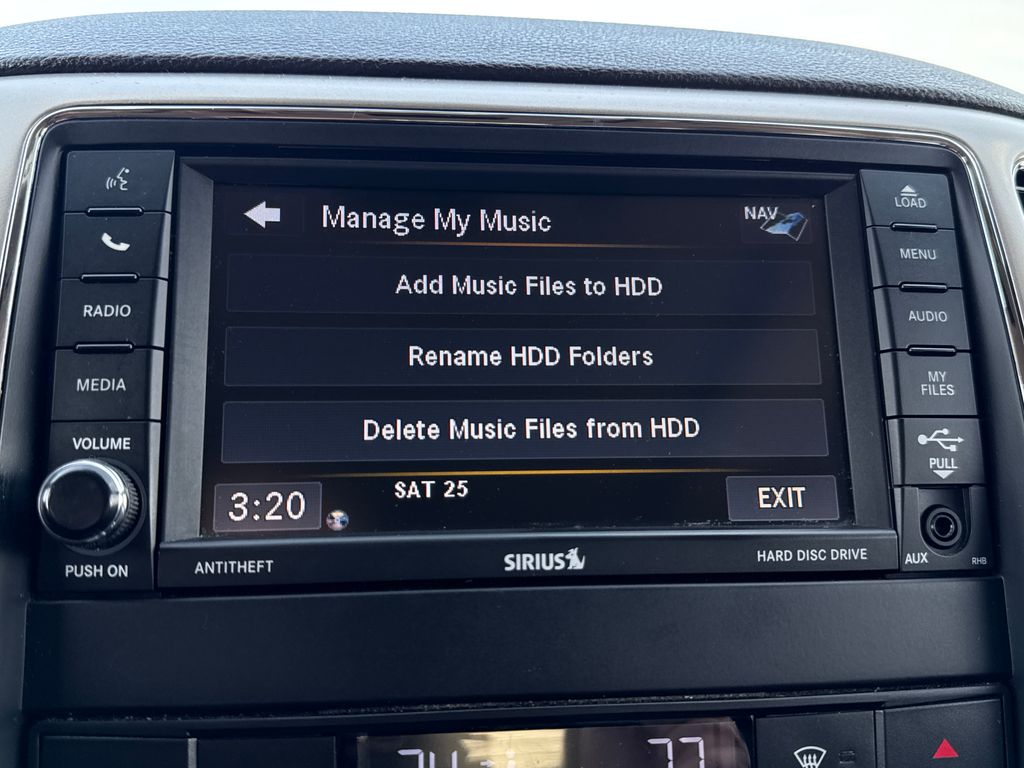 Manage My Music
NAV
Add Music Files to HDD
Rename HDD Folders
Delete Music Files from HDD
3:20
SAT 25
EXIT
RADIO
MEDIA
VOLUME
PUSH ON
LOAD
MENU
AUDIO
MY
FILES
PULL
AUX
RHB
ANTITHEFT
SIRIUS
HARD DISC DRIVE
74
77